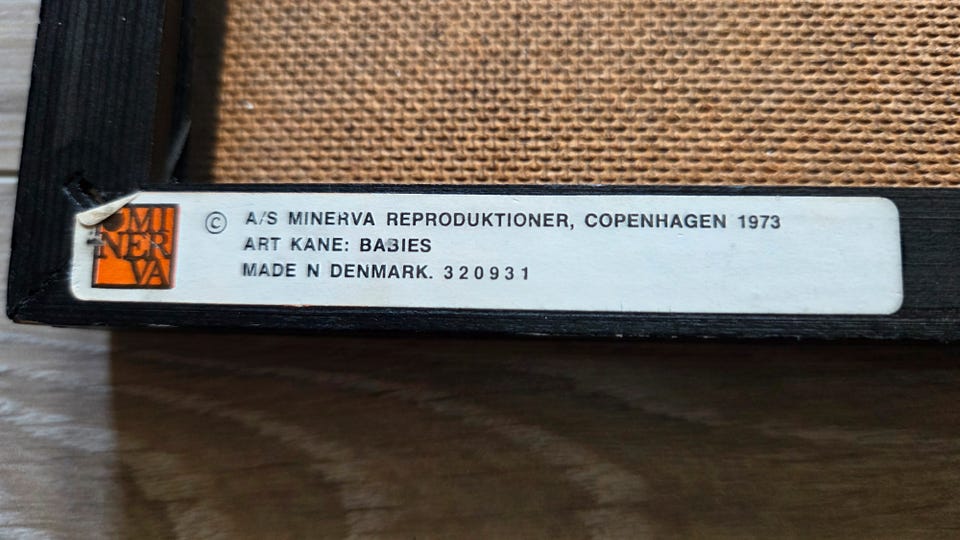 MI
NER
VA
© A/S MINERVA REPRODUKTIONER, COPENHAGEN 1973
ART KANE: BABIES
MADE N DENMARK. 320931